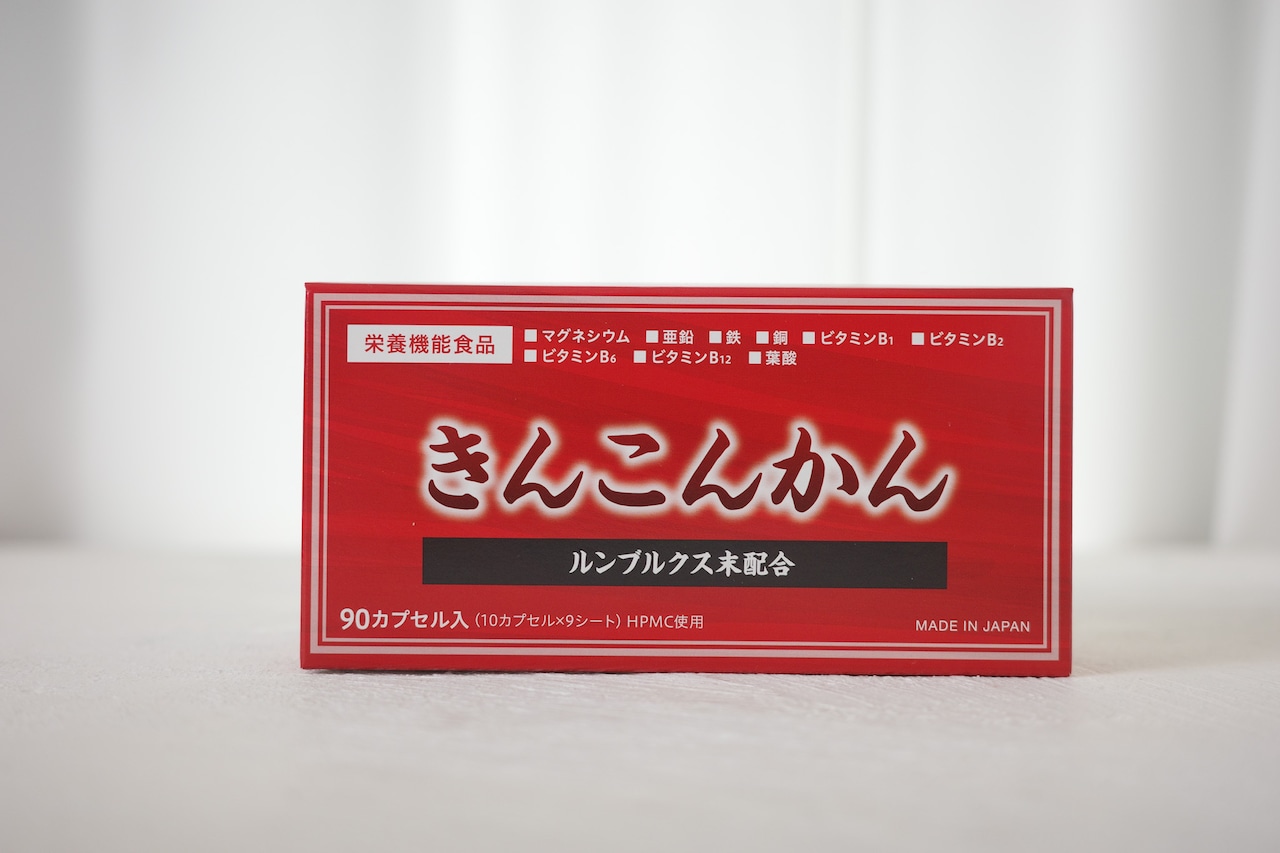 栄養機能食品
■マグネシウム ■亜鉛 ■鉄 ■銅 ■ビタミンB₁ ■ビタミンB₂
■ビタミンB₆ ■ビタミンB₁₂ ■葉酸
きんこんかん
ルンブルクス末配合
90カプセル入（10カプセル×9シート）HPMC使用
MADE IN JAPAN